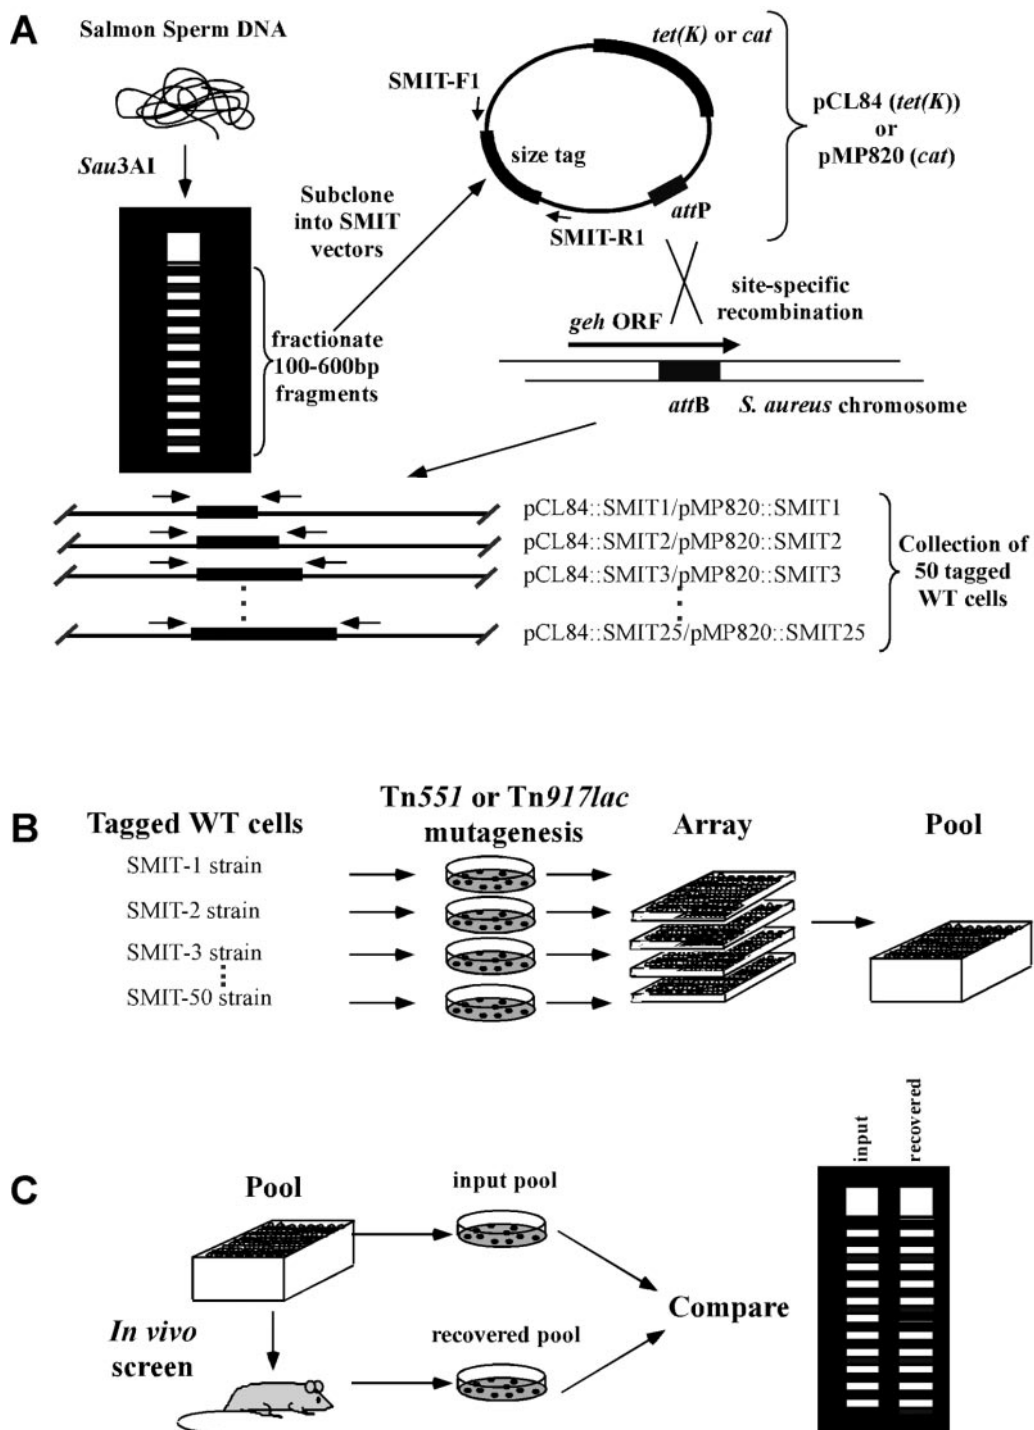 A
Salmon Sperm DNA
Sau3AI
fractionate
100-600bp
fragments
Subclone
into SMIT
vectors
SMIT-F1
size tag
SMIT-R1
tet(K) or cat
attP
pCL84 (tet(K))
or
pMP820 (cat)
site-specific
recombination
geh ORF
attB
S. aureus chromosome
pCL84::SMIT1/pMP820::SMIT1
pCL84::SMIT2/pMP820::SMIT2
pCL84::SMIT3/pMP820::SMIT3
pCL84::SMIT25/pMP820::SMIT25
Collection of
50 tagged
WT cells
B
Tagged WT cells
SMIT-1 strain
SMIT-2 strain
SMIT-3 strain
SMIT-50 strain
Tn551 or Tn917lac
mutagenesis
Array
Pool
C
Pool
In vivo
screen
input pool
recovered pool
Compare
input
recovered